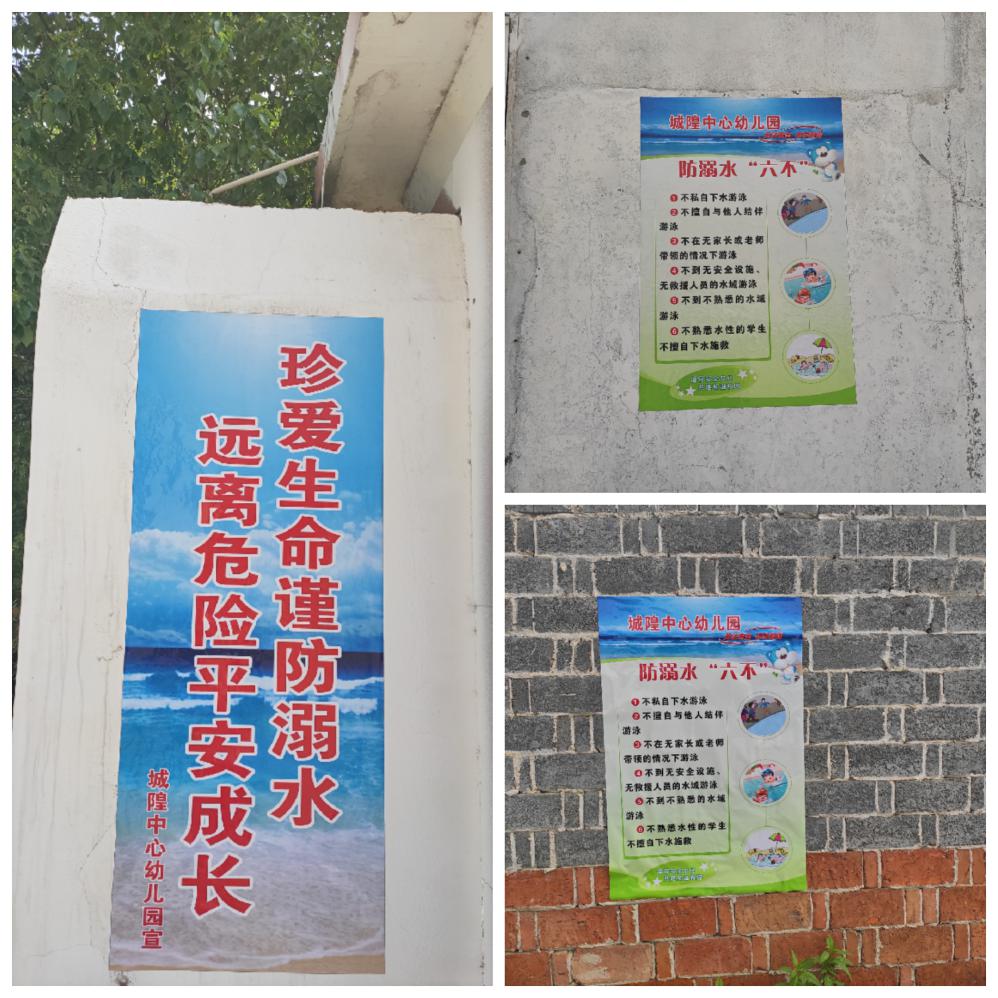 珍爱生命谨防溺水
远离危险平安成长
城隍中心幼儿园宣
城隍中心幼儿园
防溺水“六不”
1 不私自下水游泳
2 不擅自与他人结伴
游泳
3 不在无家长或老师
带领的情况下游泳
4 不到无安全设施、
无救援人员的水域游泳
5 不到不熟悉的水域
游泳
6 不熟悉水性的学生
不擅自下水施救
城隍中心幼儿园
防溺水“六不”
1 不私自下水游泳
2 不擅自与他人结伴
游泳
3 不在无家长或老师
带领的情况下游泳
4 不到无安全设施、
无救援人员的水域游泳
5 不到不熟悉的水域
游泳
6 不熟悉水性的学生
不擅自下水施救